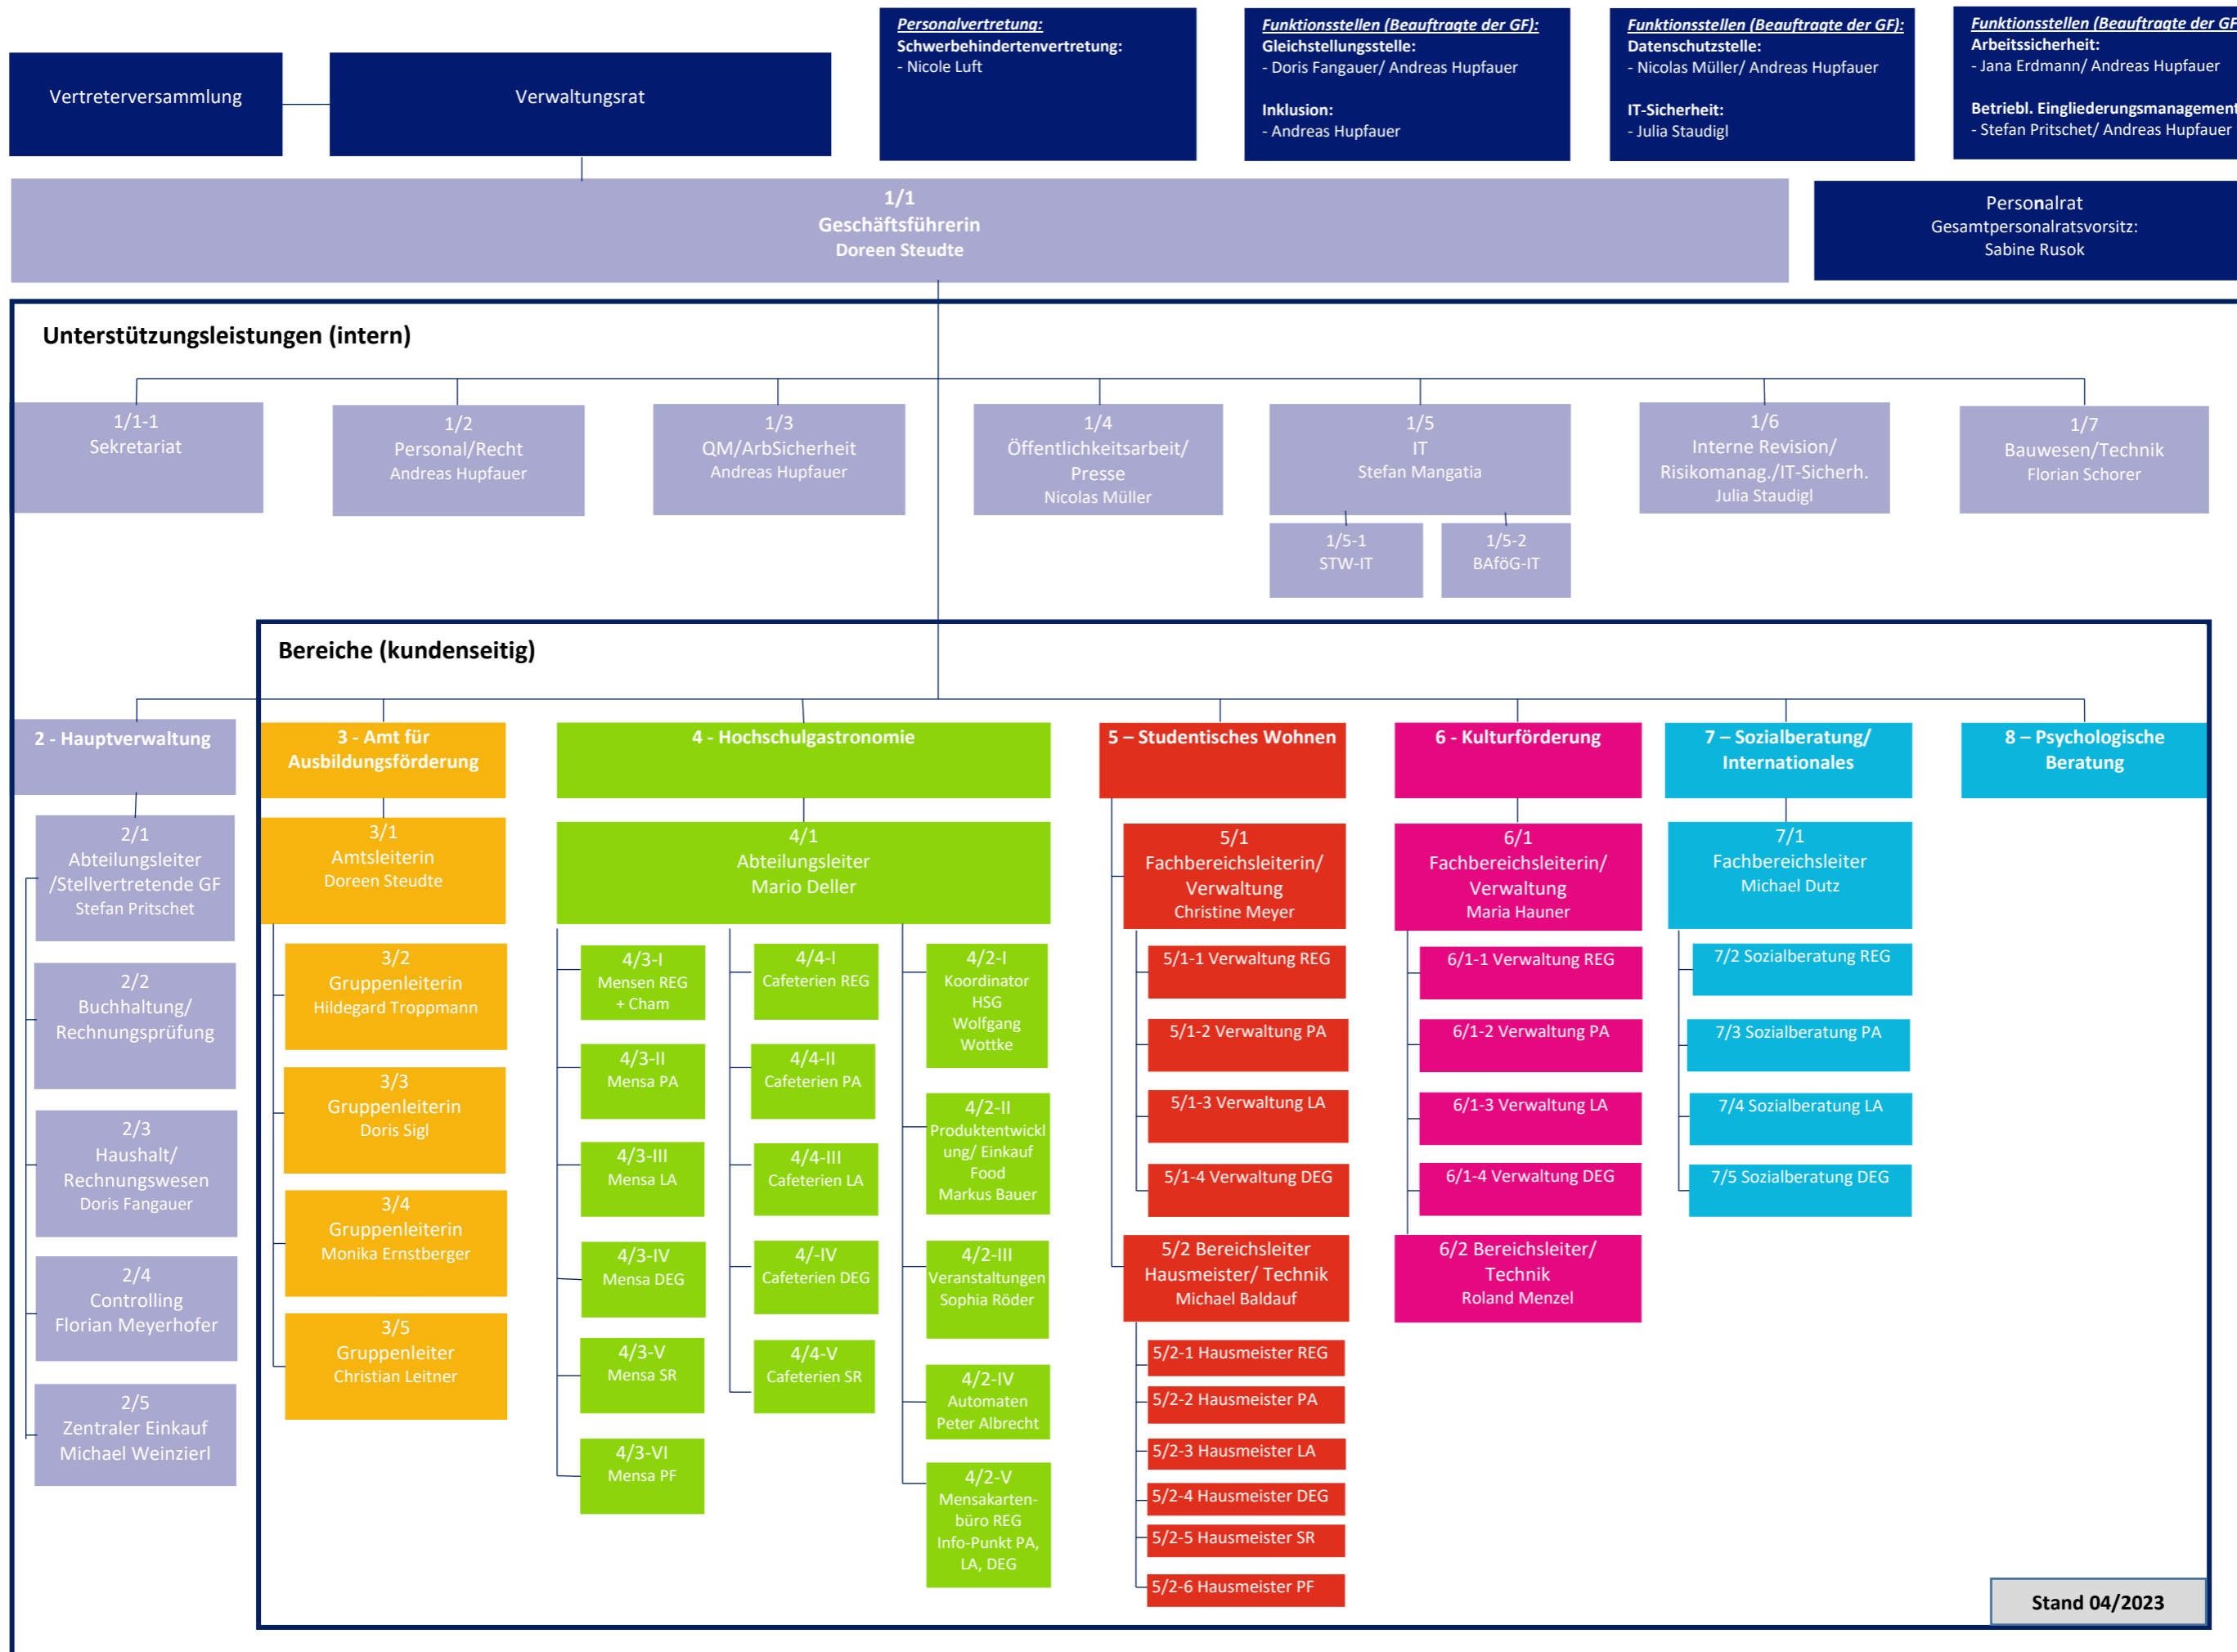 Personalvertretung:
Schwerbehindertenvertretung:
- Nicole Luft
Funktionsstellen (Beauftragte der GF):
Gleichstellungsstelle:
- Doris Fangauer/ Andreas Hupfauer
Inklusion:
- Andreas Hupfauer
Funktionsstellen (Beauftragte der GF):
Datenschutzstelle:
- Nicolas Müller/ Andreas Hupfauer
IT-Sicherheit:
- Julia Staudigl
Funktionsstellen (Beauftragte der GF
Arbeitssicherheit:
- Jana Erdmann/ Andreas Hupfauer
Betriebl. Eingliederungsmanagement
- Stefan Pritschet/ Andreas Hupfauer
Vertreterversammlung
Verwaltungsrat
1/1
Geschäftsführerin
Doreen Steudte
Personalrat
Gesamtpersonalratsvorsitz:
Sabine Rusok
Unterstützungsleistungen (intern)
1/1-1
Sekretariat
1/2
Personal/Recht
Andreas Hupfauer
1/3
QM/ArbSicherheit
Andreas Hupfauer
1/4
Öffentlichkeitsarbeit/
Presse
Nicolas Müller
1/5
IT
Stefan Mangatia
1/5-1
STW-IT
1/5-2
BAföG-IT
1/6
Interne Revision/
Risikomanag./IT-Sicherh.
Julia Staudigl
1/7
Bauwesen/Technik
Florian Schorer
Bereiche (kundenseitig)
2 - Hauptverwaltung
2/1
Abteilungsleiter
/Stellvertretende GF
Stefan Pritschet
2/2
Buchhaltung/
Rechnungsprüfung
2/3
Haushalt/
Rechnungswesen
Doris Fangauer
2/4
Controlling
Florian Meyerhofer
2/5
Zentraler Einkauf
Michael Weinzierl
3 - Amt für
Ausbildungsförderung
3/1
Amtsleiterin
Doreen Steudte
3/2
Gruppenleiterin
Hildegard Troppmann
3/3
Gruppenleiterin
Doris Sigl
3/4
Gruppenleiterin
Monika Ernstberger
3/5
Gruppenleiter
Christian Leitner
4 - Hochschulgastronomie
4/1
Abteilungsleiter
Mario Deller
4/3-I
Mensen REG
+ Cham
4/3-II
Mensa PA
4/3-III
Mensa LA
4/3-IV
Mensa DEG
4/3-V
Mensa SR
4/3-VI
Mensa PF
4/4-I
Cafeterien REG
4/4-II
Cafeterien PA
4/4-III
Cafeterien LA
4/-IV
Cafeterien DEG
4/4-V
Cafeterien SR
4/2-I
Koordinator
HSG
Wolfgang
Wottke
4/2-II
Produktentwickl
ung/ Einkauf
Food
Markus Bauer
4/2-III
Veranstaltungen
Sophia Röder
4/2-IV
Automaten
Peter Albrecht
4/2-V
Mensakarten-
büro REG
Info-Punkt PA,
LA, DEG
5 – Studentisches Wohnen
5/1
Fachbereichsleiterin/
Verwaltung
Christine Meyer
5/1-1 Verwaltung REG
5/1-2 Verwaltung PA
5/1-3 Verwaltung LA
5/1-4 Verwaltung DEG
5/2 Bereichsleiter
Hausmeister/ Technik
Michael Baldauf
5/2-1 Hausmeister REG
5/2-2 Hausmeister PA
5/2-3 Hausmeister LA
5/2-4 Hausmeister DEG
5/2-5 Hausmeister SR
5/2-6 Hausmeister PF
6 - Kulturförderung
6/1
Fachbereichsleiterin/
Verwaltung
Maria Hauner
6/1-1 Verwaltung REG
6/1-2 Verwaltung PA
6/1-3 Verwaltung LA
6/1-4 Verwaltung DEG
6/2 Bereichsleiter/
Technik
Roland Menzel
7 – Sozialberatung/
Internationales
7/1
Fachbereichsleiter
Michael Dutz
7/2 Sozialberatung REG
7/3 Sozialberatung PA
7/4 Sozialberatung LA
7/5 Sozialberatung DEG
8 – Psychologische
Beratung
Stand 04/2023